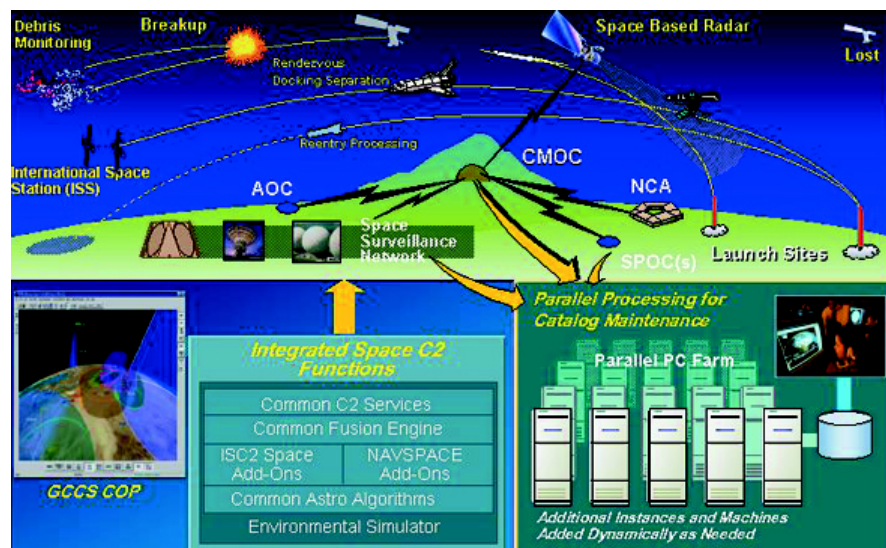 Debris
Monitoring
Breakup
Space Based Radar
Lost
Rendezvous
Docking Separation
Reentry Processing
International Space
Station (ISS)
CMOC
AOC
NCA
Space
Surveillance
Network
SPOC(s)
Launch Sites
Parallel Processing for
Catalog Maintenance
Parallel PC Farm
Integrated Space C2
Functions
Common C2 Services
Common Fusion Engine
ISC2 Space
Add-Ons
NAVSPACE
Add-Ons
Common Astro Algorithms
Environmental Simulator
GCCS COP
Additional Instances and Machines
Added Dynamically as Needed